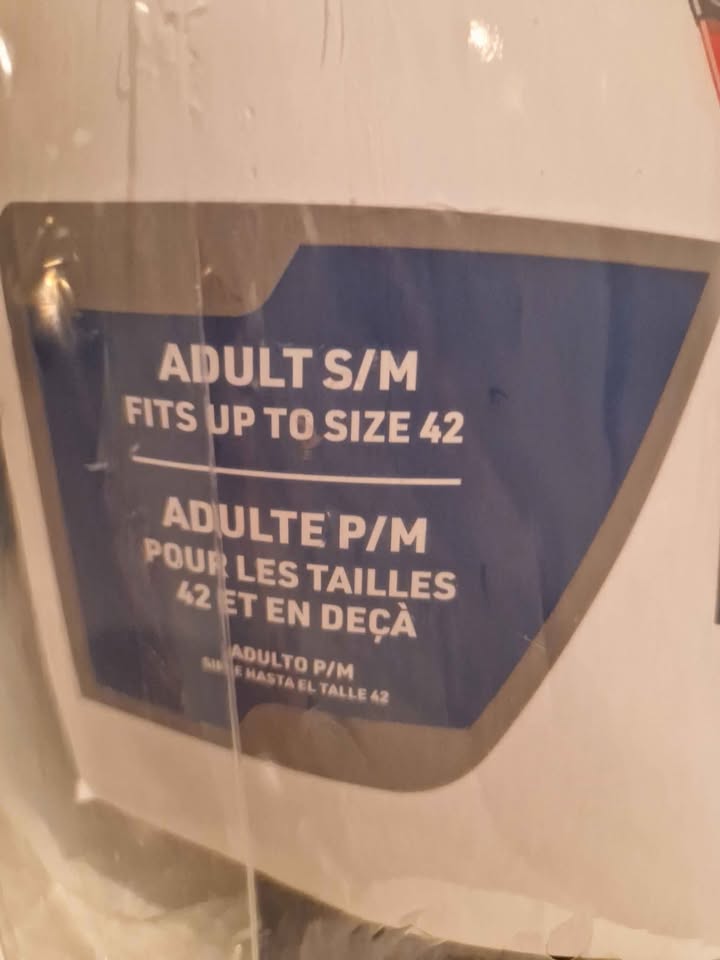 ADULT S/M
FITS UP TO SIZE 42
ADULTE P/M
POUR LES TAILLES
42 ET EN DEÇÀ
ADULTO P/M
HASTA EL TALLE 42